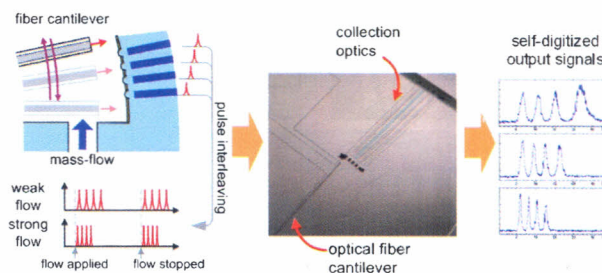 fiber cantilever
mass-flow
pulse interleaving
weak
flow
strong
flow
flow applied
flow stopped
collection
optics
optical fiber
cantilever
self-digitized
output signals